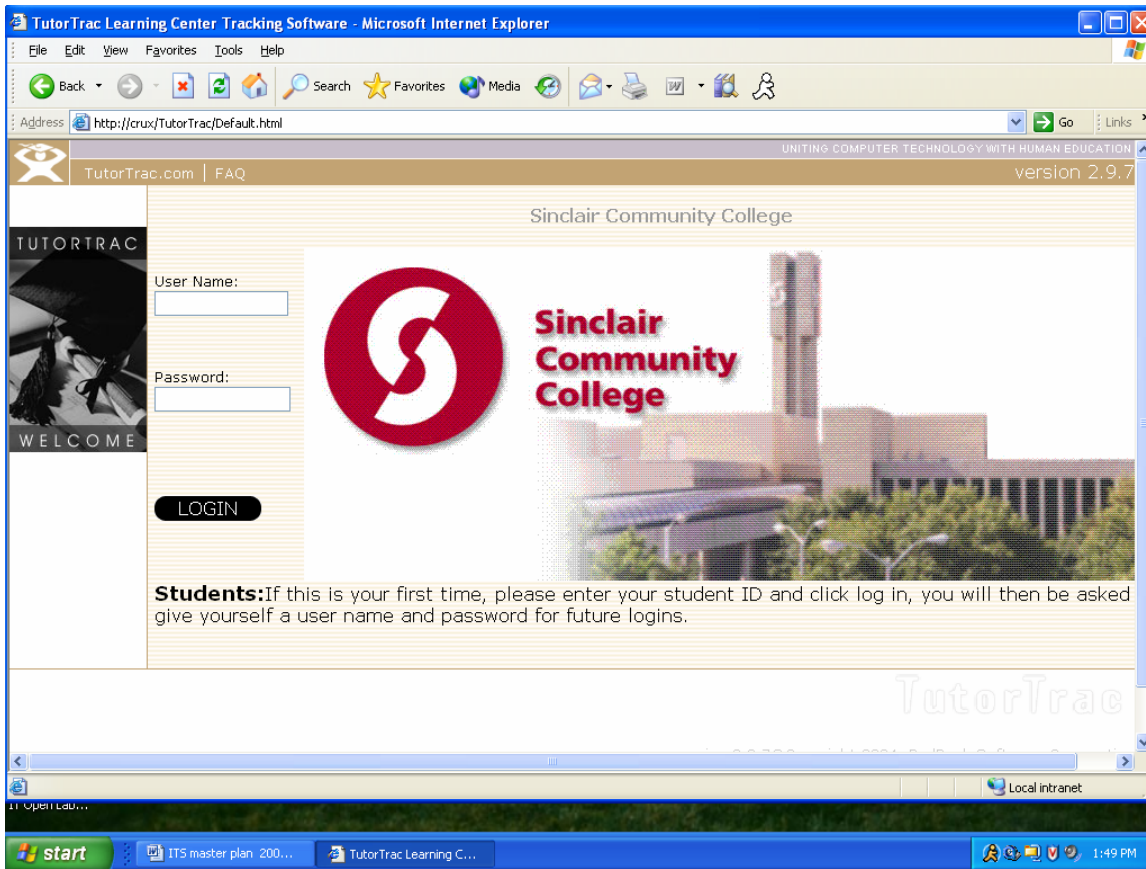 TutorTrac Learning Center Tracking Software - Microsoft Internet Explorer
File Edit View Favorites Tools Help
Back Search Favorites Media
Address http://crux/TutorTrac/Default.html Go Links
UNITING COMPUTER TECHNOLOGY WITH HUMAN EDUCATION
TutorTrac.com | FAQ version 2.9.7
Sinclair Community College
TUTORTRAC
WELCOME
User Name:
Password:
LOGIN
Sinclair
Community
College
Students:If this is your first time, please enter your student ID and click log in, you will then be asked
give yourself a user name and password for future logins.
TutorTrac
Local intranet
IT Open Lab...
start ITS master plan 200... TutorTrac Learning C... 1:49 PM